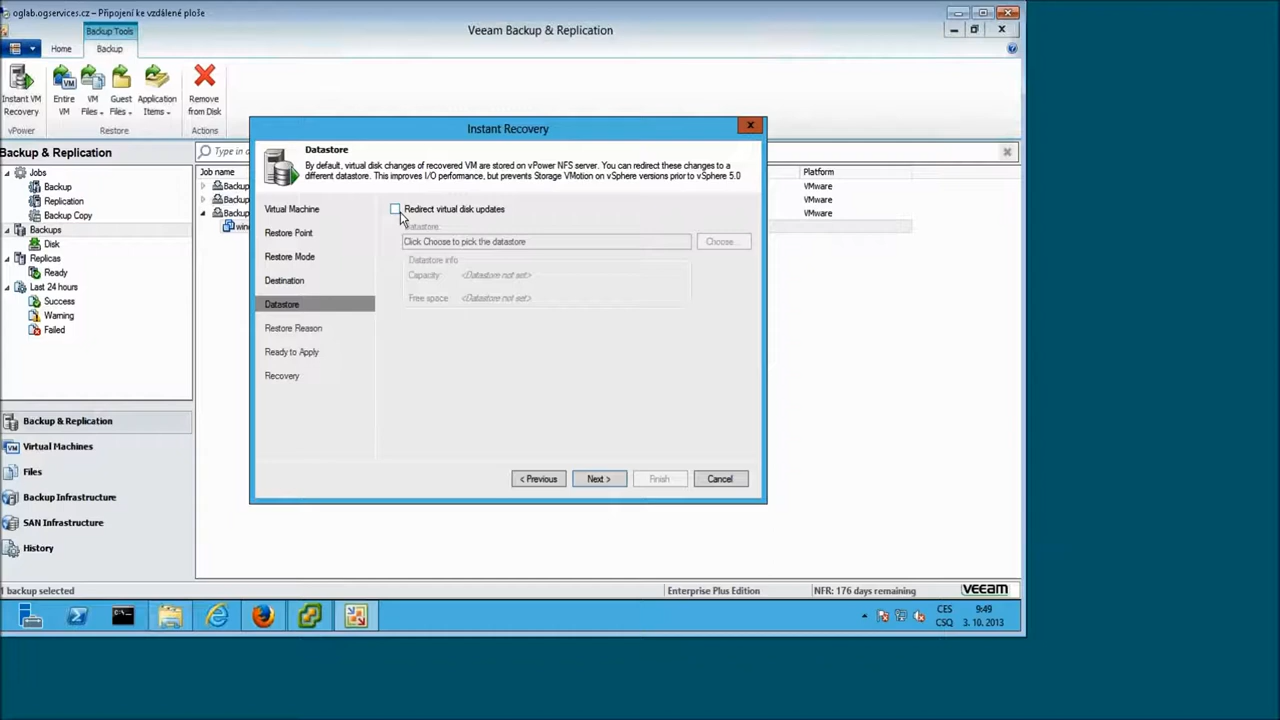 oglab.ogservices.cz – Připojení ke vzdálené ploše
Backup Tools
Veeam Backup & Replication
Home
Backup
Instant VM
Recovery
Entire
VM
VM
Files
Guest
Files
Application
Items
Remove
from Disk
vPower
Restore
Actions
Backup & Replication
Type in
Jobs
Backup
Replication
Backup Copy
Backups
Disk
Replicas
Ready
Last 24 hours
Success
Warning
Failed
Job name
Platform
Backup
VMware
Backup
VMware
Backup
VMware
Instant Recovery
Datastore
By default, virtual disk changes of recovered VM are stored on vPower NFS server. You can redirect these changes to a
different datastore. This improves I/O performance, but prevents Storage VMotion on vSphere versions prior to vSphere 5.0
Virtual Machine
Restore Point
Restore Mode
Destination
Datastore
Restore Reason
Ready to Apply
Recovery
Redirect virtual disk updates
Datastore:
Click Choose to pick the datastore
Choose...
Datastore info
Capacity: <Datastore not set>
Free space: <Datastore not set>
< Previous
Next >
Finish
Cancel
Backup & Replication
Virtual Machines
Files
Backup Infrastructure
SAN Infrastructure
History
1 backup selected
Enterprise Plus Edition
NFR: 176 days remaining
veeam
CES
CSQ
9:49
3. 10. 2013